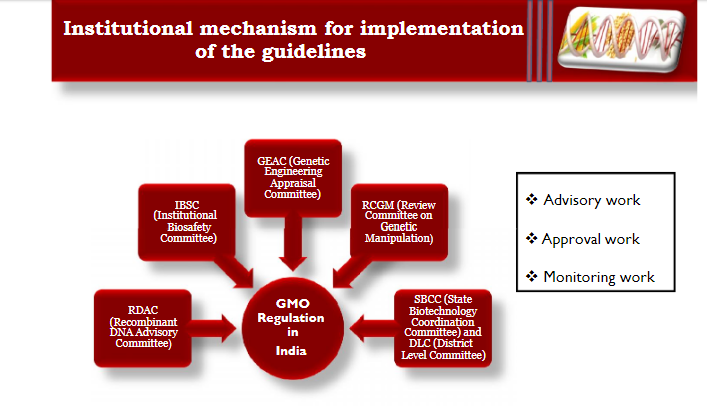 Institutional mechanism for implementation
of the guidelines
GEAC (Genetic
Engineering
Appraisal
Committee)
IBSC
(Institutional
Biosafety
Committee)
RCGM (Review
Committee on
Genetic
Manipulation)
RDAC
(Recombinant
DNA Advisory
Committee)
GMO
Regulation
in
India
SBCC (State
Biotechnology
Coordination
Committee) and
DLC (District
Level Committee)
❖ Advisory work
❖ Approval work
❖ Monitoring work